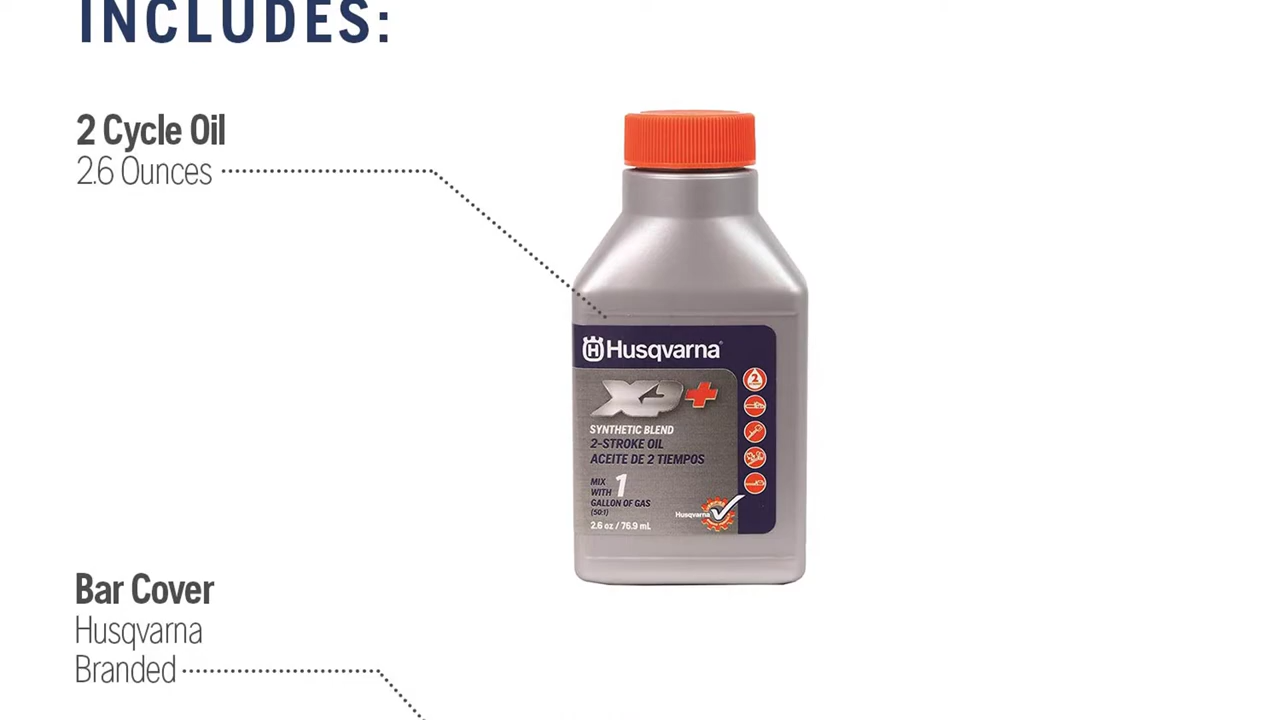 INCLUDES:
2 Cycle Oil
2.6 Ounces
Husqvarna
XP+
SYNTHETIC BLEND
2-STROKE OIL
ACEITE DE 2 TIEMPOS
MIX
WITH 1
GALLON OF GAS
(50:1)
Husqvarna
2.6 oz / 76.9 mL
2
Bar Cover
Husqvarna
Branded